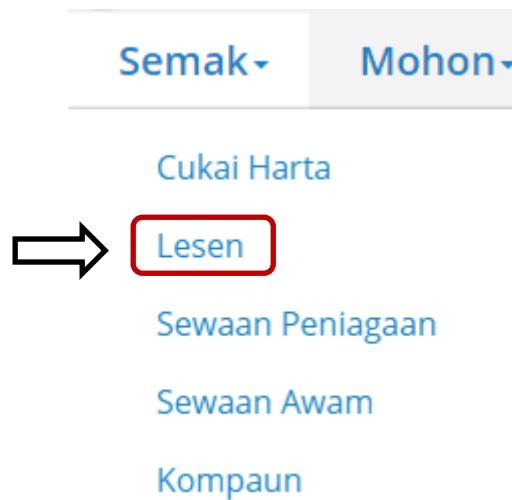 Semak Mohon
Cukai Harta
Lesen
Sewaan Peniagaan
Sewaan Awam
Kompaun